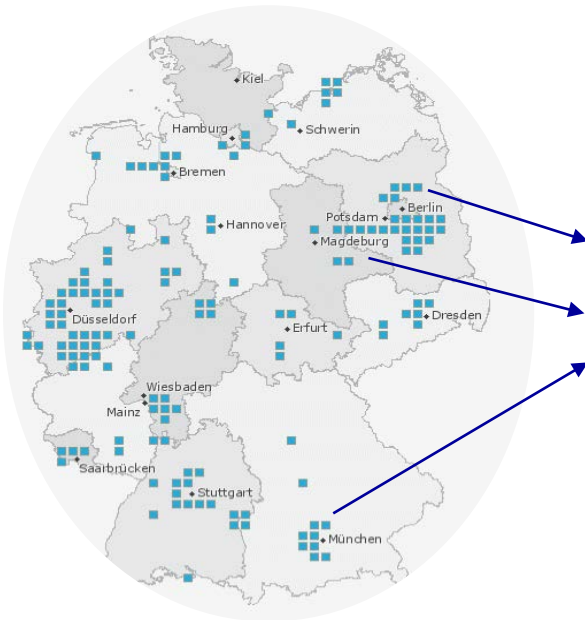 Kiel
Hamburg
Schwerin
Bremen
Berlin
Potsdam
Hannover
Magdeburg
Düsseldorf
Erfurt
Dresden
Wiesbaden
Mainz
Saarbrücken
Stuttgart
München